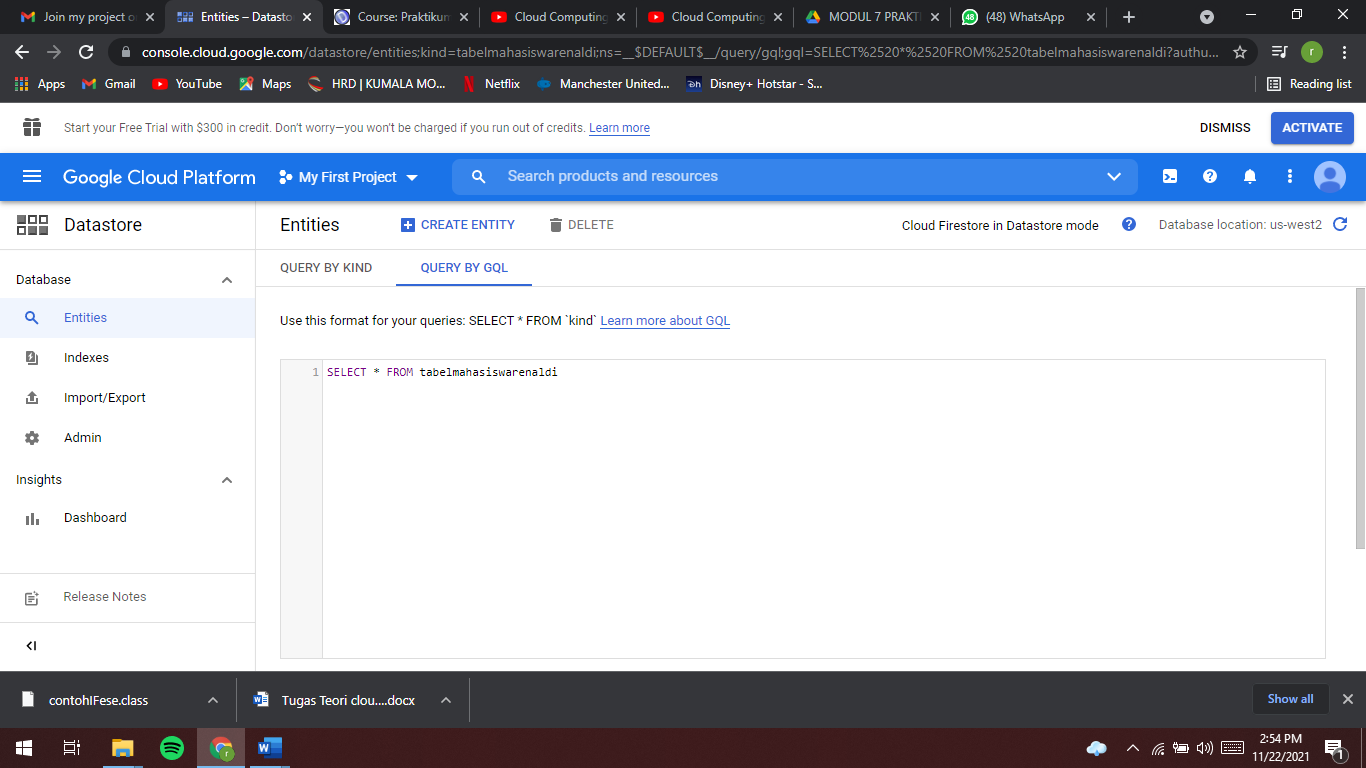 Join my project o
Entities – Datasto
Course: Praktikum
Cloud Computing
Cloud Computing
MODUL 7 PRAKT
(48) WhatsApp
console.cloud.google.com/datastore/entities;kind=tabelmahasiswarenaldi;ns=__$DEFAULT$__/query/gql;gql=SELECT%2520*%2520FROM%2520tabelmahasiswarenaldi?authu...
r
Apps
Gmail
YouTube
Maps
HRD | KUMALA MO...
Netflix
Manchester United...
Disney+ Hotstar - S...
Reading list
Start your Free Trial with $300 in credit. Don't worry—you won't be charged if you run out of credits. Learn more
DISMISS
ACTIVATE
Google Cloud Platform
My First Project
Search products and resources
Datastore
Entities
CREATE ENTITY
DELETE
Cloud Firestore in Datastore mode
Database location: us-west2
Database
Entities
Indexes
Import/Export
Admin
Insights
Dashboard
Release Notes
QUERY BY KIND
QUERY BY GQL
Use this format for your queries: SELECT * FROM `kind` Learn more about GQL
1 SELECT * FROM tabelmahasiswarenaldi
contohIFese.class
Tugas Teori clou....docx
Show all
2:54 PM
11/22/2021
1